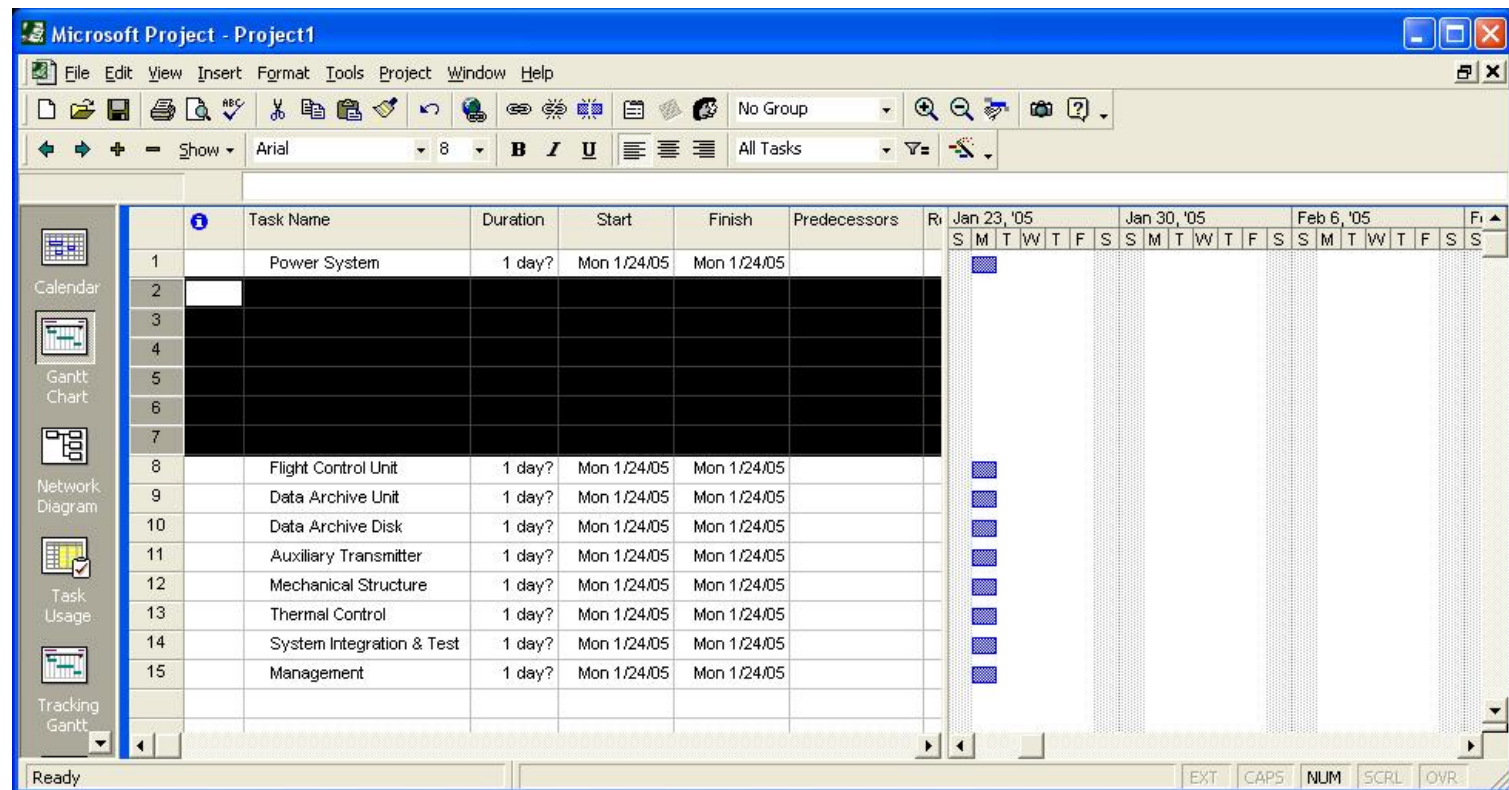 Microsoft Project - Project1
File Edit View Insert Format Tools Project Window Help
ABC No Group
Show Arial 8 B I U All Tasks
Task Name Duration Start Finish Predecessors Jan 23, '05 Jan 30, '05 Feb 6, '05
S M T W T F S S M T W T F S S M T W T F S S
1 Power System 1 day? Mon 1/24/05 Mon 1/24/05
Calendar
2
3
4
Gantt Chart
5
6
7
8 Flight Control Unit 1 day? Mon 1/24/05 Mon 1/24/05
Network Diagram
9 Data Archive Unit 1 day? Mon 1/24/05 Mon 1/24/05
10 Data Archive Disk 1 day? Mon 1/24/05 Mon 1/24/05
11 Auxiliary Transmitter 1 day? Mon 1/24/05 Mon 1/24/05
12 Mechanical Structure 1 day? Mon 1/24/05 Mon 1/24/05
Task Usage
13 Thermal Control 1 day? Mon 1/24/05 Mon 1/24/05
14 System Integration & Test 1 day? Mon 1/24/05 Mon 1/24/05
15 Management 1 day? Mon 1/24/05 Mon 1/24/05
Tracking Gantt
Ready EXT CAPS NUM SCRL OVR